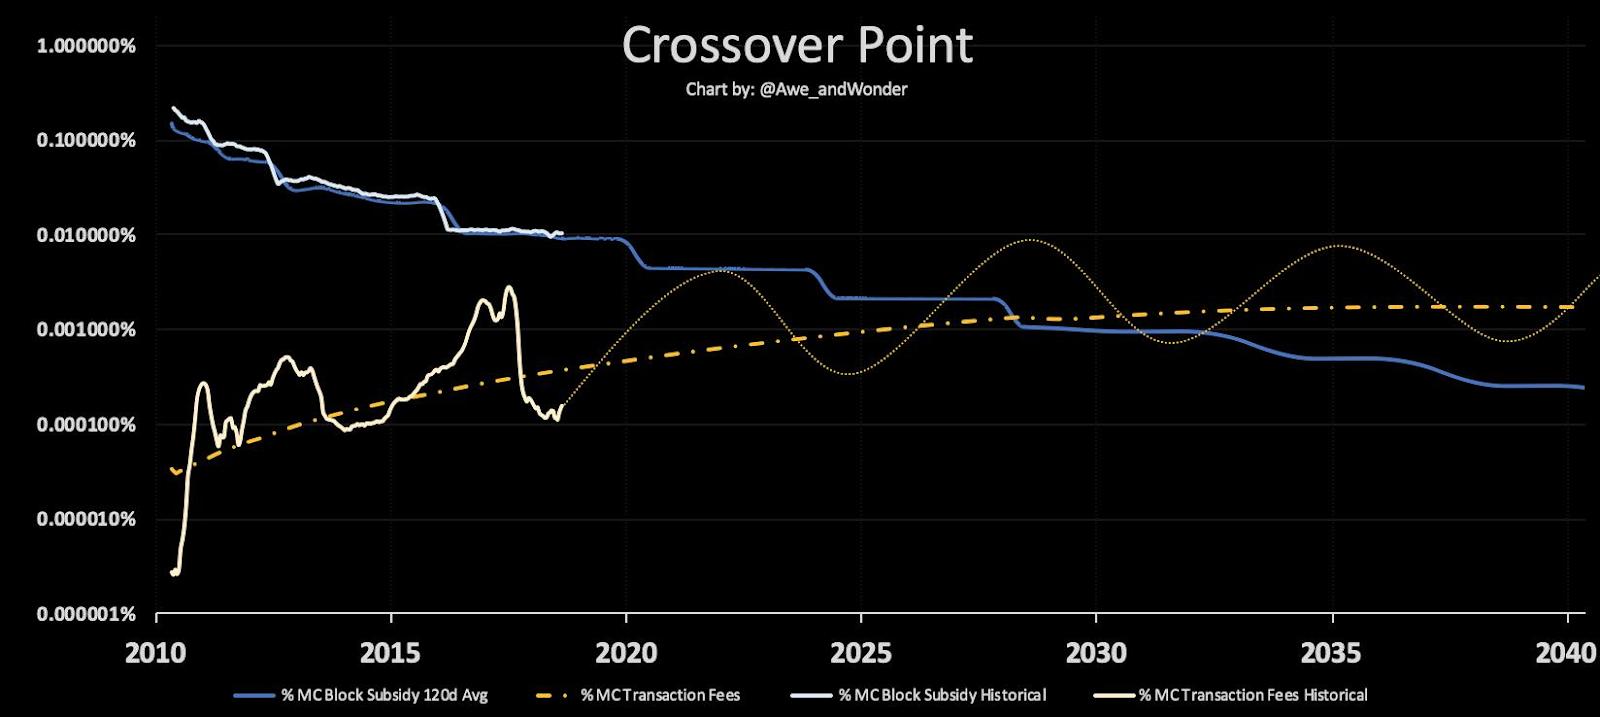 Crossover Point
Chart by: @Awe_andWonder
1.000000%
0.100000%
0.010000%
0.001000%
0.000100%
0.000010%
0.000001%
2010 2015 2020 2025 2030 2035 2040
% MC Block Subsidy 120d Avg % MC Transaction Fees % MC Block Subsidy Historical % MC Transaction Fees Historical